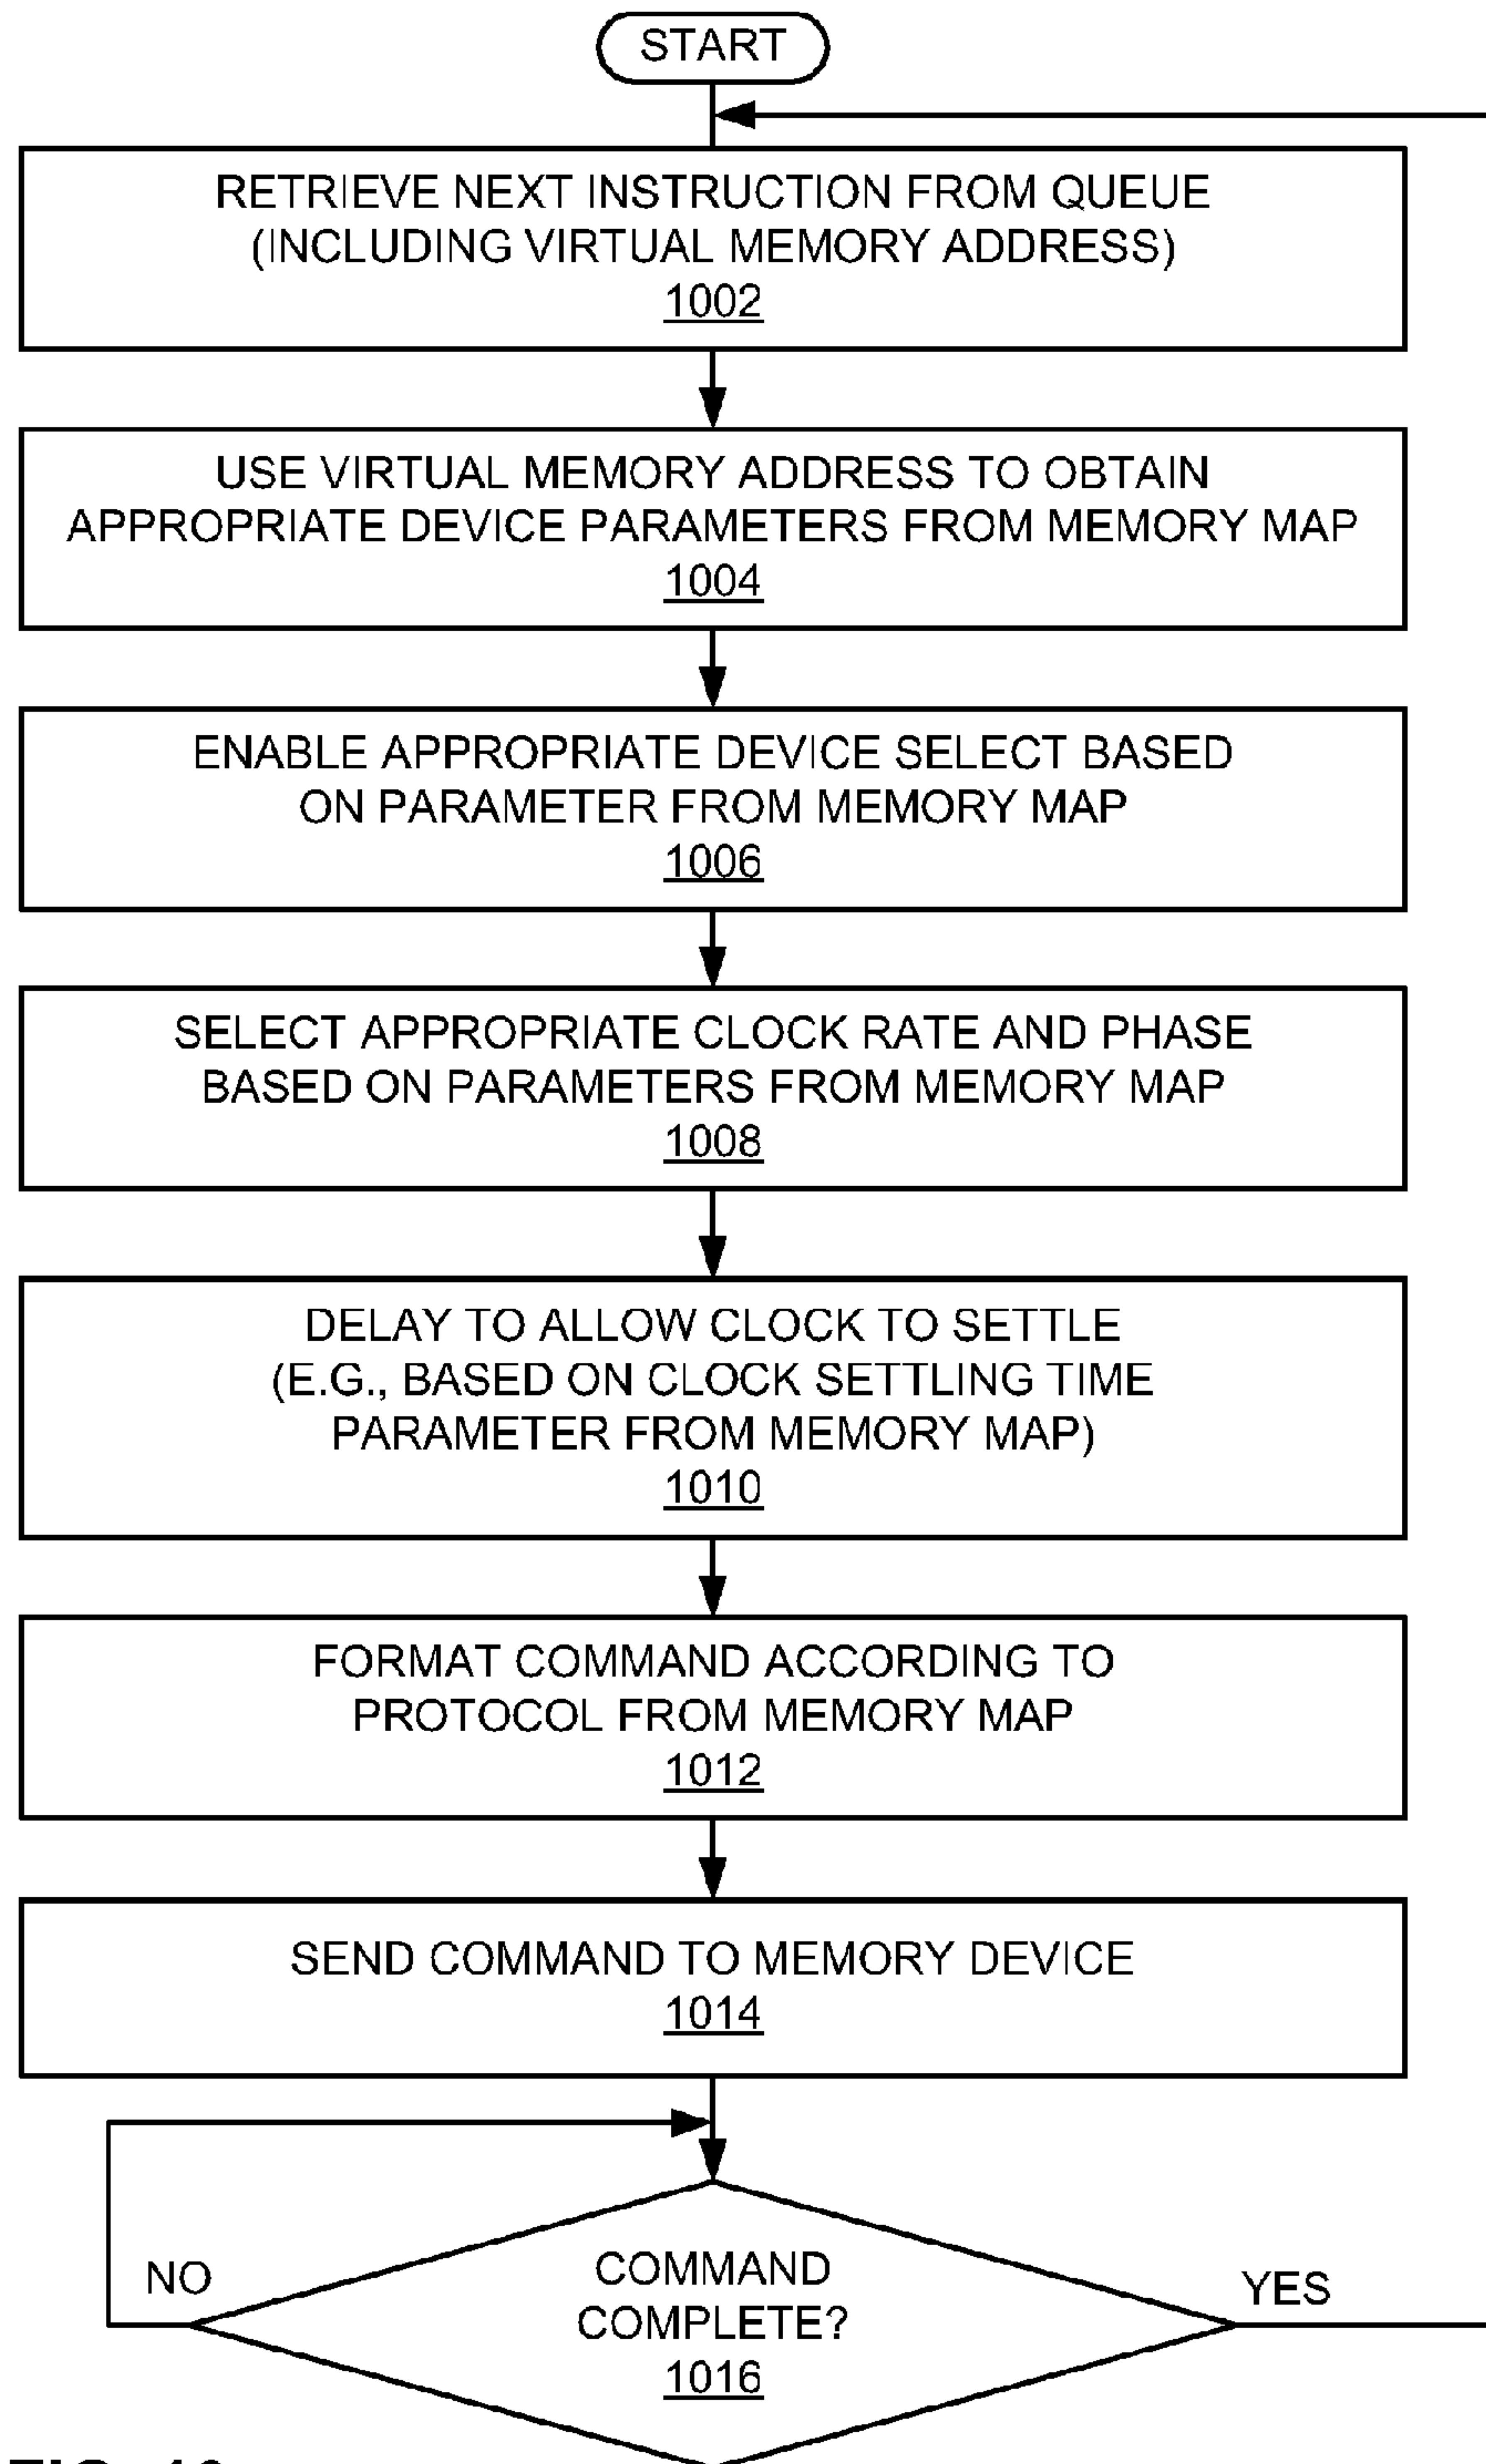 START
RETRIEVE NEXT INSTRUCTION FROM QUEUE
(INCLUDING VIRTUAL MEMORY ADDRESS)
1002
USE VIRTUAL MEMORY ADDRESS TO OBTAIN
APPROPRIATE DEVICE PARAMETERS FROM MEMORY MAP
1004
ENABLE APPROPRIATE DEVICE SELECT BASED
ON PARAMETER FROM MEMORY MAP
1006
SELECT APPROPRIATE CLOCK RATE AND PHASE
BASED ON PARAMETERS FROM MEMORY MAP
1008
DELAY TO ALLOW CLOCK TO SETTLE
(E.G., BASED ON CLOCK SETTLING TIME
PARAMETER FROM MEMORY MAP)
1010
FORMAT COMMAND ACCORDING TO
PROTOCOL FROM MEMORY MAP
1012
SEND COMMAND TO MEMORY DEVICE
1014
NO
COMMAND
COMPLETE?
1016
YES